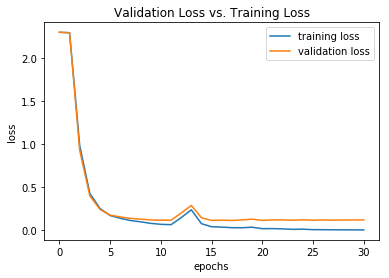 Validation Loss vs. Training Loss
training loss
validation loss
2.0
1.5
1.0
0.5
0.0
loss
0 5 10 15 20 25 30
epochs